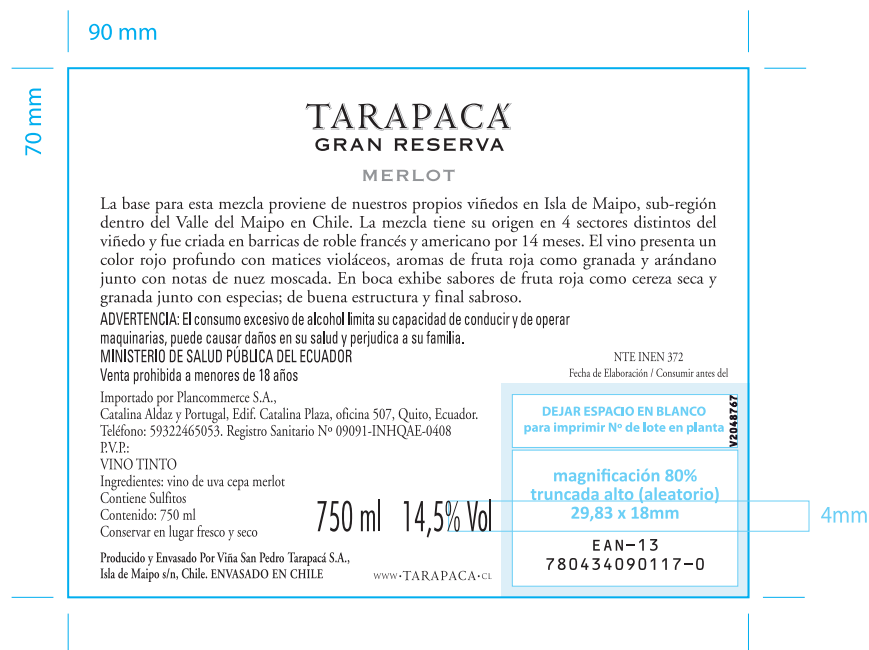 90 mm
70 mm
TARAPACÁ
GRAN RESERVA
MERLOT
La base para esta mezcla proviene de nuestros propios viñedos en Isla de Maipo, sub-región
dentro del Valle del Maipo en Chile. La mezcla tiene su origen en 4 sectores distintos del
viñedo y fue criada en barricas de roble francés y americano por 14 meses. El vino presenta un
color rojo profundo con matices violáceos, aromas de fruta roja como granada y arándano
junto con notas de nuez moscada. En boca exhibe sabores de fruta roja como cereza seca y
granada junto con especias; de buena estructura y final sabroso.
ADVERTENCIA: El consumo excesivo de alcohol limita su capacidad de conducir y de operar
maquinarias, puede causar daños en su salud y perjudica a su familia.
MINISTERIO DE SALUD PÚBLICA DEL ECUADOR
Venta prohibida a menores de 18 años
NTE INEN 372
Fecha de Elaboración / Consumir antes del
Importado por Plancommerce S.A.,
Catalina Aldaz y Portugal, Edif. Catalina Plaza, oficina 507, Quito, Ecuador.
Teléfono: 59322465053. Registro Sanitario Nº 09091-INHQAE-0408
P.V.P.:
VINO TINTO
Ingredientes: vino de uva cepa merlot
Contiene Sulfitos
Contenido: 750 ml
Conservar en lugar fresco y seco
750 ml 14,5% Vol
Producido y Envasado Por Viña San Pedro Tarapacá S.A.,
Isla de Maipo s/n, Chile. ENVASADO EN CHILE
WWW•TARAPACA•CL
DEJAR ESPACIO EN BLANCO
para imprimir Nº de lote en planta
V2048767
magnificación 80%
truncada alto (aleatorio)
29,83 x 18mm
4mm
EAN-13
780434090117-0